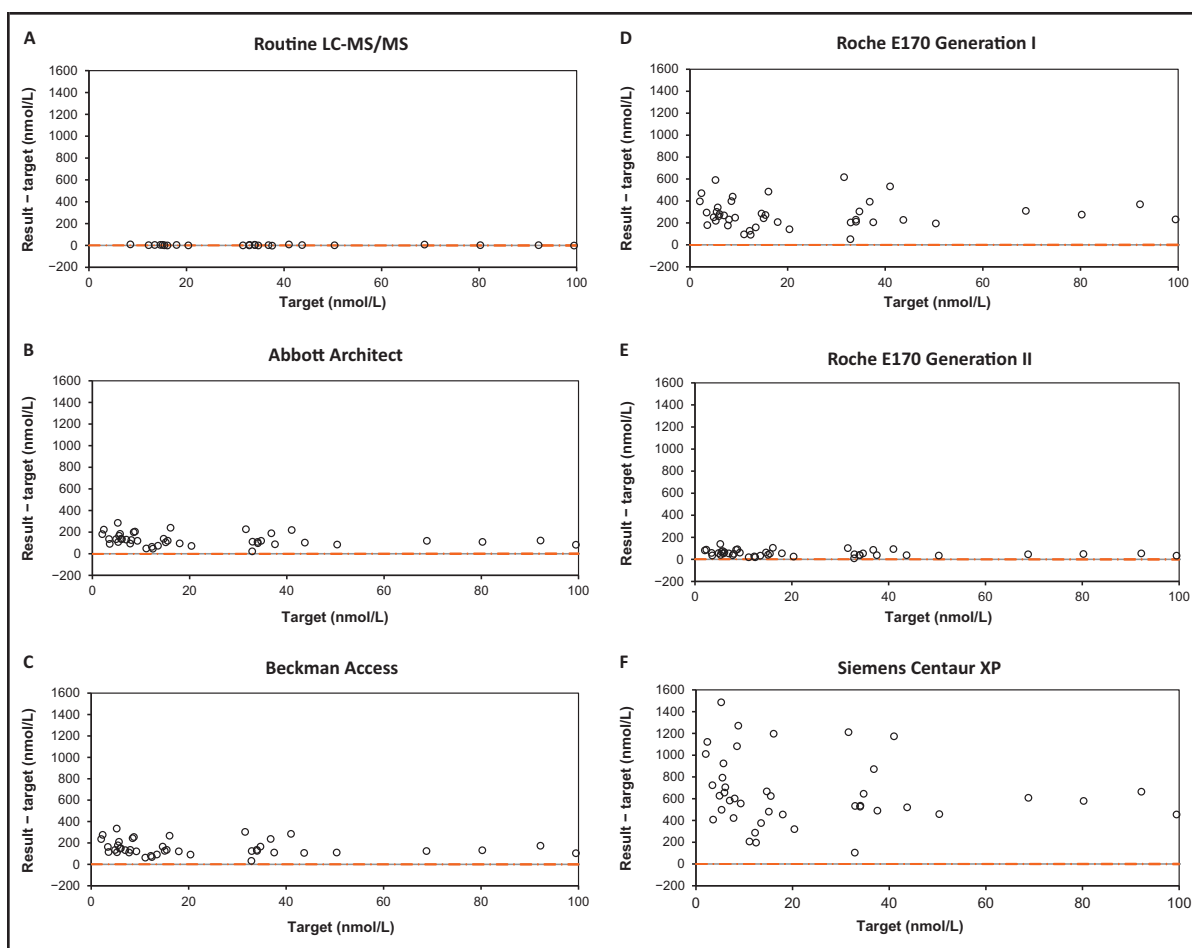 A
Routine LC-MS/MS
Result − target (nmol/L)
1600
1400
1200
1000
800
600
400
200
0
−200
0 20 40 60 80 100
Target (nmol/L)
B
Abbott Architect
Result − target (nmol/L)
1600
1400
1200
1000
800
600
400
200
0
−200
0 20 40 60 80 100
Target (nmol/L)
C
Beckman Access
Result − target (nmol/L)
1600
1400
1200
1000
800
600
400
200
0
−200
0 20 40 60 80 100
Target (nmol/L)
D
Roche E170 Generation I
Result − target (nmol/L)
1600
1400
1200
1000
800
600
400
200
0
−200
0 20 40 60 80 100
Target (nmol/L)
E
Roche E170 Generation II
Result − target (nmol/L)
1600
1400
1200
1000
800
600
400
200
0
−200
0 20 40 60 80 100
Target (nmol/L)
F
Siemens Centaur XP
Result − target (nmol/L)
1600
1400
1200
1000
800
600
400
200
0
−200
0 20 40 60 80 100
Target (nmol/L)